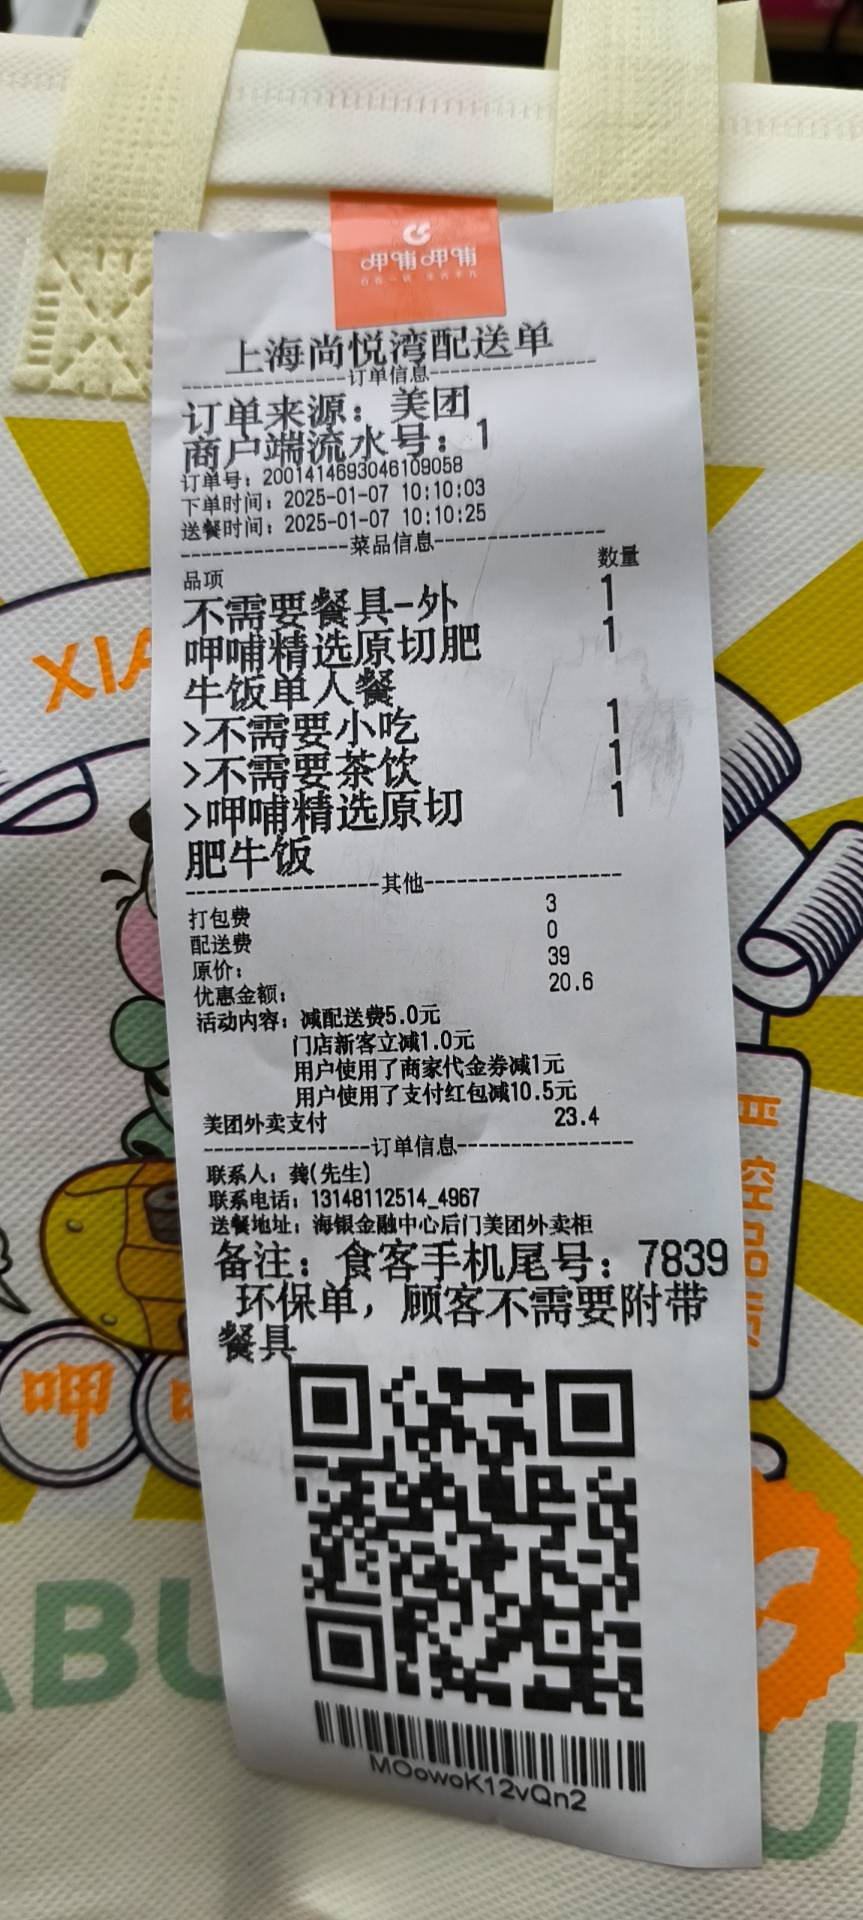 呷哺呷哺
上海尚悦湾配送单
订单信息
订单来源：美团
商户端流水号：1
订单号：2001414693046109058
下单时间：2025-01-07 10:10:03
送餐时间：2025-01-07 10:10:25
菜品信息
品项 数量
不需要餐具-外 1
呷哺精选原切肥 1
牛饭单人餐
>不需要小吃 1
>不需要茶饮 1
>呷哺精选原切 1
肥牛饭
其他
打包费 3
配送费 0
原价： 39
优惠金额： 20.6
活动内容：减配送费5.0元
门店新客立减1.0元
用户使用了商家代金券减1元
用户使用了支付红包减10.5元
美团外卖支付 23.4
订单信息
联系人：龚(先生)
联系电话：13148112514_4967
送餐地址：海银金融中心后门美团外卖柜
备注：食客手机尾号：7839
环保单，顾客不需要附带
餐具
MOowoK12vQn2
XIA
呷
ABU
U